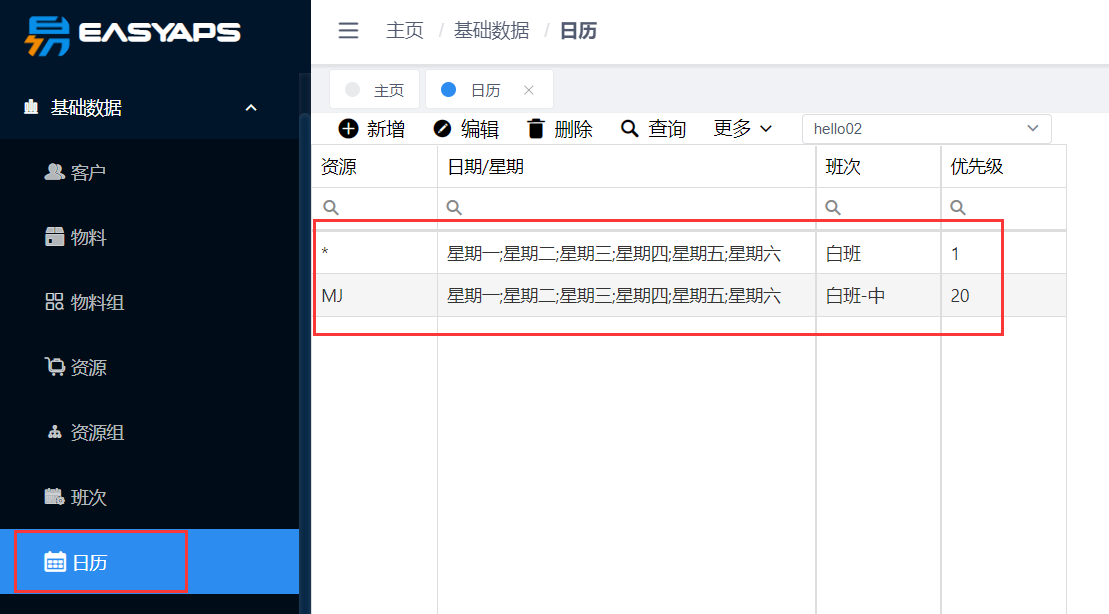 EASYAPS
基础数据
客户
物料
物料组
资源
资源组
班次
日历
主页 / 基础数据 / 日历
主页 日历
新增 编辑 删除 查询 更多 hello02
资源 日期/星期 班次 优先级
* 星期一;星期二;星期三;星期四;星期五;星期六 白班 1
MJ 星期一;星期二;星期三;星期四;星期五;星期六 白班-中 20